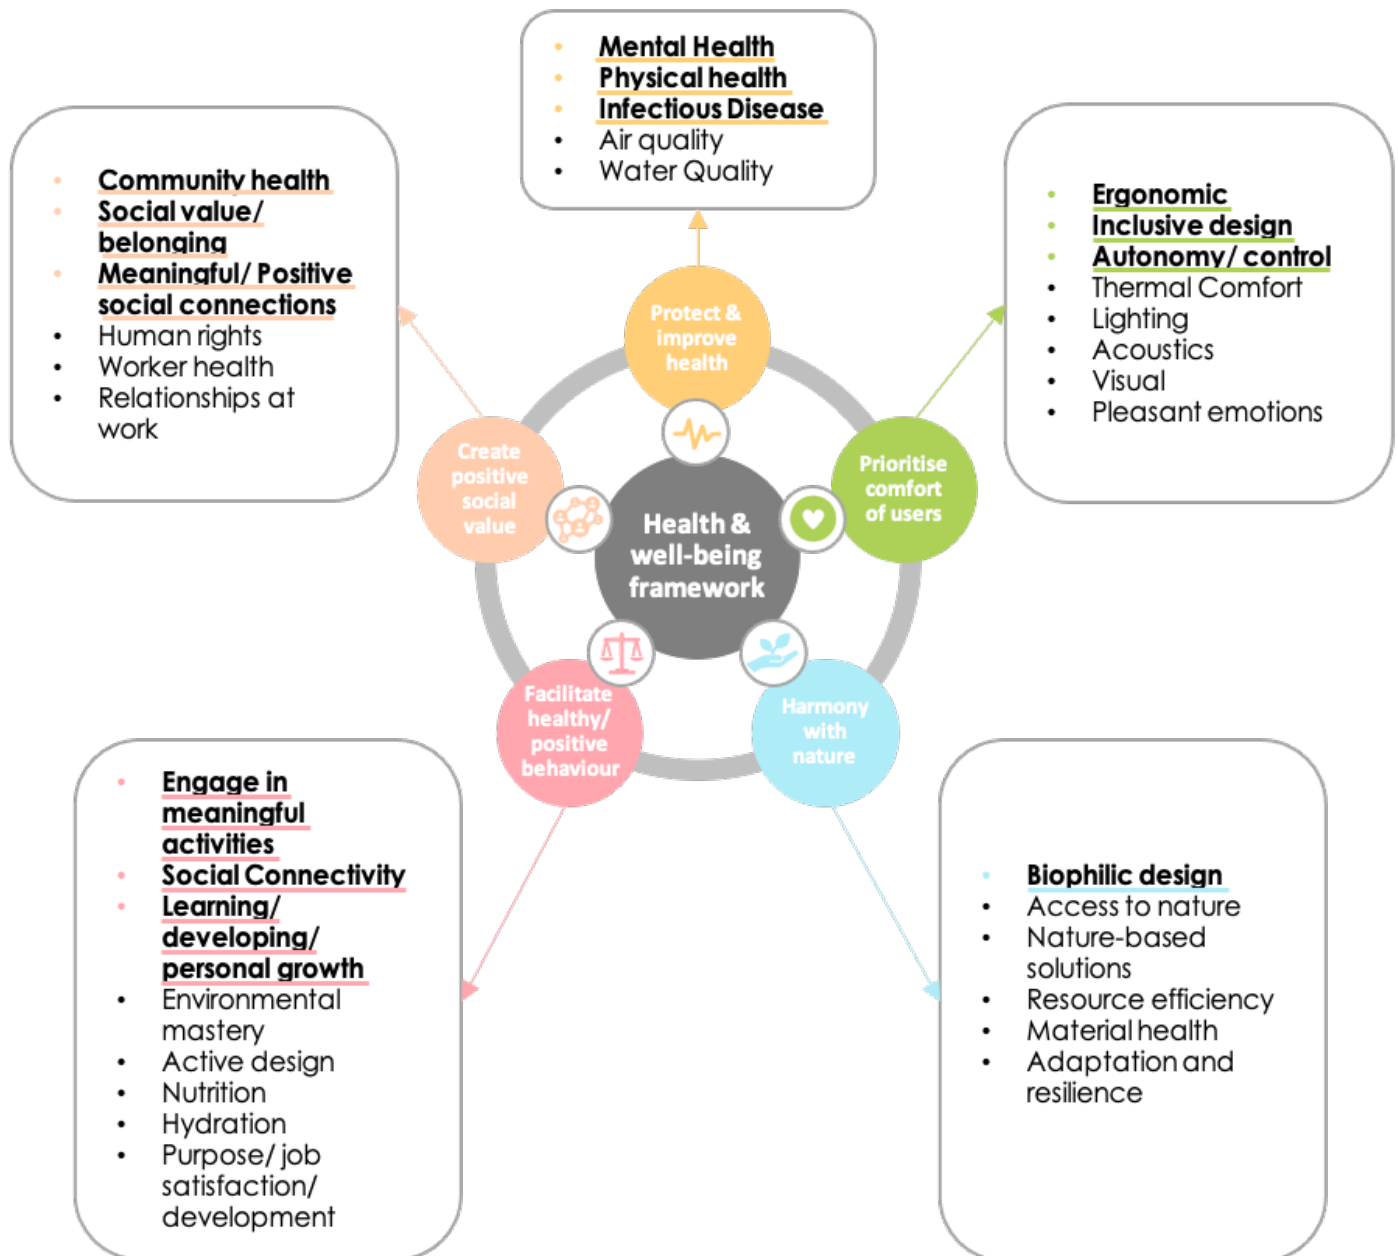 Mental Health
Physical health
Infectious Disease
Air quality
Water Quality
Community health
Social value/
belonging
Meaningful/ Positive
social connections
Human rights
Worker health
Relationships at
work
Ergonomic
Inclusive design
Autonomy/ control
Thermal Comfort
Lighting
Acoustics
Visual
Pleasant emotions
Protect &
improve
health
Create
positive
social
value
Prioritise
comfort
of users
Health &
well-being
framework
Facilitate
healthy/
positive
behaviour
Harmony
with
nature
Engage in
meaningful
activities
Social Connectivity
Learning/
developing/
personal growth
Environmental
mastery
Active design
Nutrition
Hydration
Purpose/ job
satisfaction/
development
Biophilic design
Access to nature
Nature-based
solutions
Resource efficiency
Material health
Adaptation and
resilience